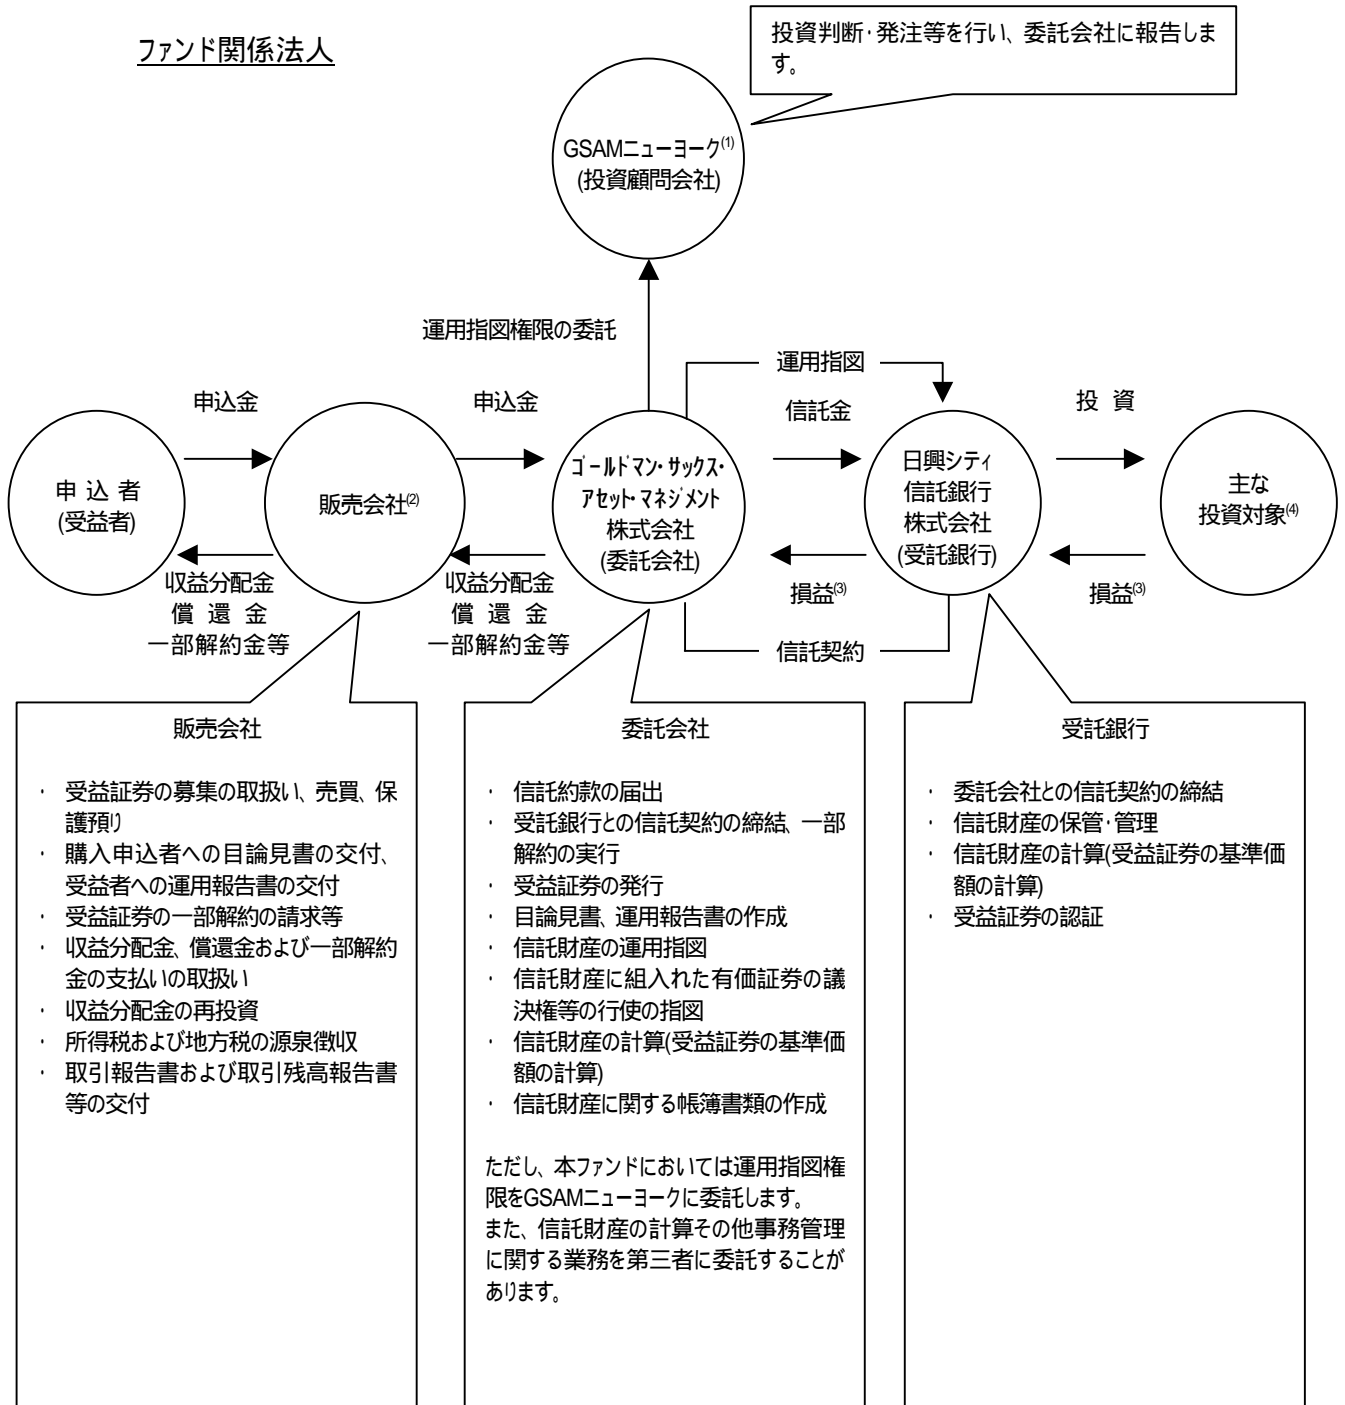 ファンド関係法人
投資判断・発注等を行い、委託会社に報告しま
す。
GSAMニューヨーク(1)
(投資顧問会社)
運用指図権限の委託
運用指図
申込金
申込金
信託金
投 資
申 込 者
(受益者)
販売会社(2)
ゴールドマン・サックス・
アセット・マネジメント
株式会社
(委託会社)
日興シティ
信託銀行
株式会社
(受託銀行)
主な
投資対象(4)
収益分配金
償 還 金
一部解約金等
収益分配金
償 還 金
一部解約金等
損益(3)
損益(3)
信託契約
販売会社
・ 受益証券の募集の取扱い、売買、保
護預り
・ 購入申込者への目論見書の交付、
受益者への運用報告書の交付
・ 受益証券の一部解約の請求等
・ 収益分配金、償還金および一部解約
金の支払いの取扱い
・ 収益分配金の再投資
・ 所得税および地方税の源泉徴収
・ 取引報告書および取引残高報告書
等の交付
委託会社
・ 信託約款の届出
・ 受託銀行との信託契約の締結、一部
解約の実行
・ 受益証券の発行
・ 目論見書、運用報告書の作成
・ 信託財産の運用指図
・ 信託財産に組入れた有価証券の議
決権等の行使の指図
・ 信託財産の計算(受益証券の基準価
額の計算)
・ 信託財産に関する帳簿書類の作成
ただし、本ファンドにおいては運用指図権
限をGSAMニューヨークに委託します。
また、信託財産の計算その他事務管理
に関する業務を第三者に委託することが
あります。
受託銀行
・ 委託会社との信託契約の締結
・ 信託財産の保管・管理
・ 信託財産の計算(受益証券の基準価
額の計算)
・ 受益証券の認証